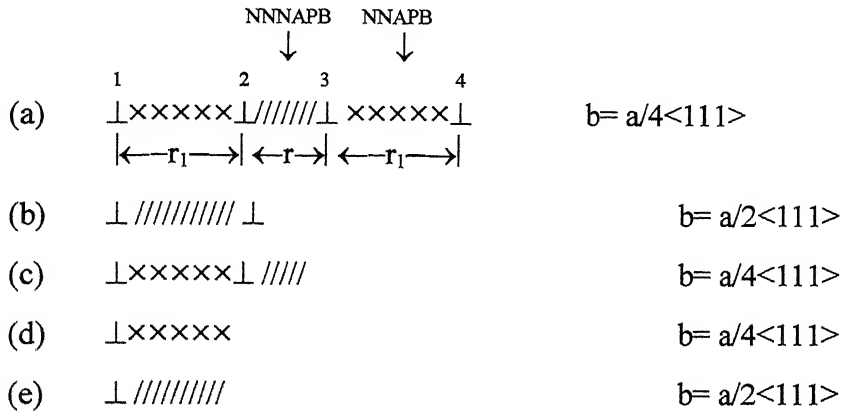 NNNAPB NNAPB
↓ ↓
1 2 3 4
(a) ⊥×××××⊥///////⊥ ×××××⊥ b= a/4<111>
|←r₁→| |←r→| |←r₁→|
(b) ⊥ /////////// ⊥ b= a/2<111>
(c) ⊥×××××⊥ ///// b= a/4<111>
(d) ⊥××××× b= a/4<111>
(e) ⊥ ////////// b= a/2<111>